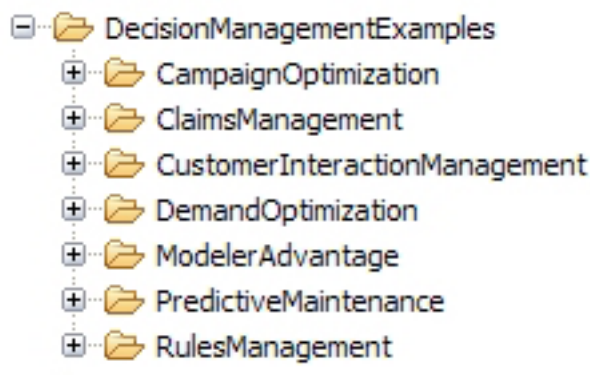 DecisionManagementExamples
CampaignOptimization
ClaimsManagement
CustomerInteractionManagement
DemandOptimization
ModelerAdvantage
PredictiveMaintenance
RulesManagement